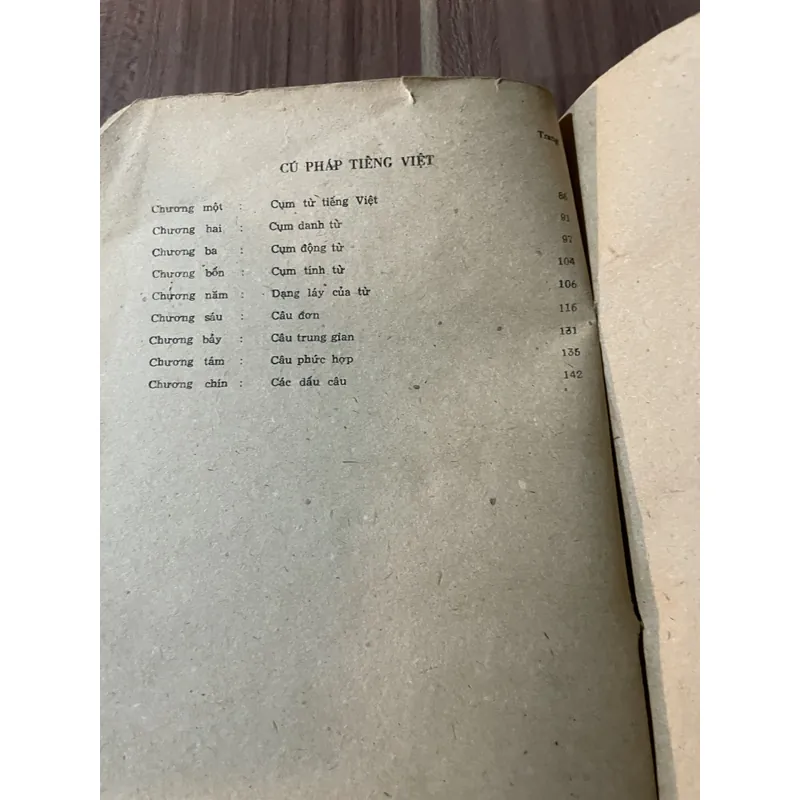 Trang
CÚ PHÁP TIẾNG VIỆT
Chương một : Cụm từ tiếng Việt 86
Chương hai : Cụm danh từ 91
Chương ba : Cụm động từ 97
Chương bốn : Cụm tính từ 104
Chương năm : Dạng láy của từ 106
Chương sáu : Câu đơn 116
Chương bảy : Câu trung gian 131
Chương tám : Câu phức hợp 135
Chương chín : Các dấu câu 142